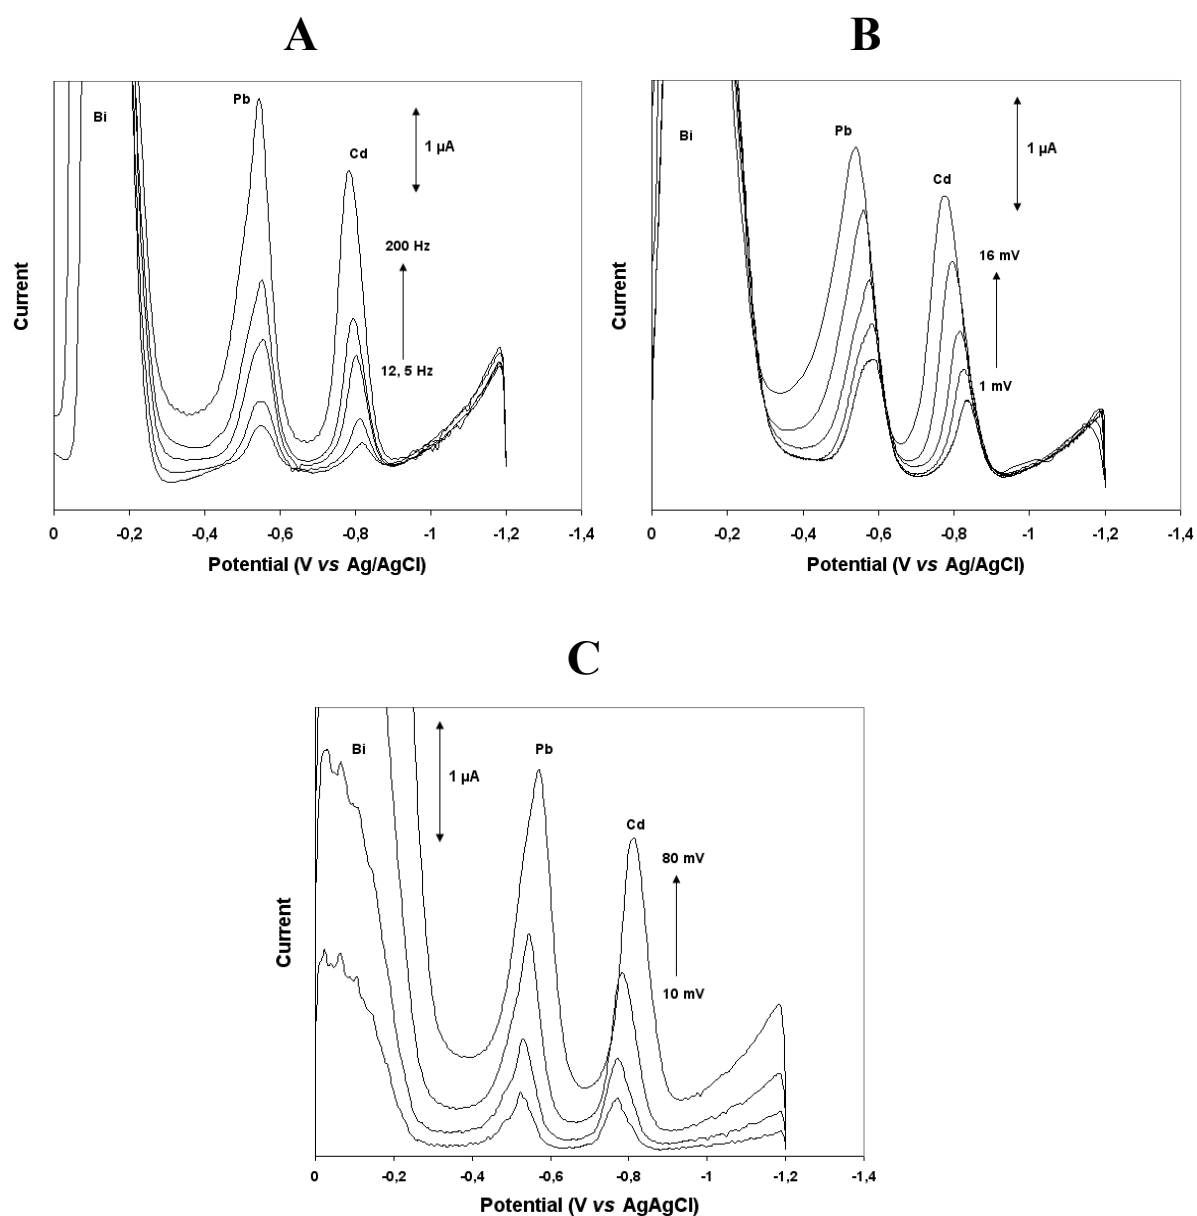 A
B
Bi
Pb
Cd
1 µA
200 Hz
12, 5 Hz
Current
0
-0,2
-0,4
-0,6
-0,8
-1
-1,2
-1,4
Potential (V vs Ag/AgCl)
Bi
Pb
Cd
1 µA
16 mV
1 mV
Current
0
-0,2
-0,4
-0,6
-0,8
-1
-1,2
-1,4
Potential (V vs Ag/AgCl)
C
Bi
Pb
1 µA
Cd
80 mV
10 mV
Current
0
-0,2
-0,4
-0,6
-0,8
-1
-1,2
-1,4
Potential (V vs AgAgCl)